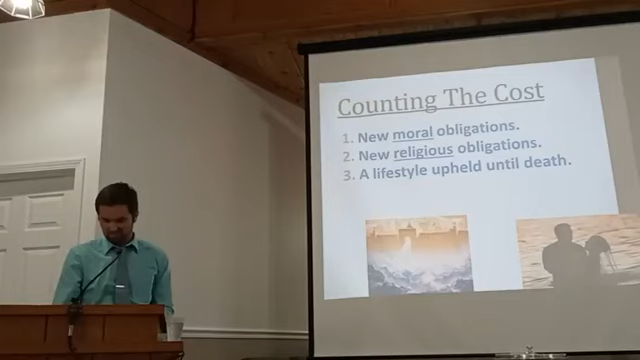 Counting The Cost
1. New moral obligations.
2. New religious obligations.
3. A lifestyle upheld until death.